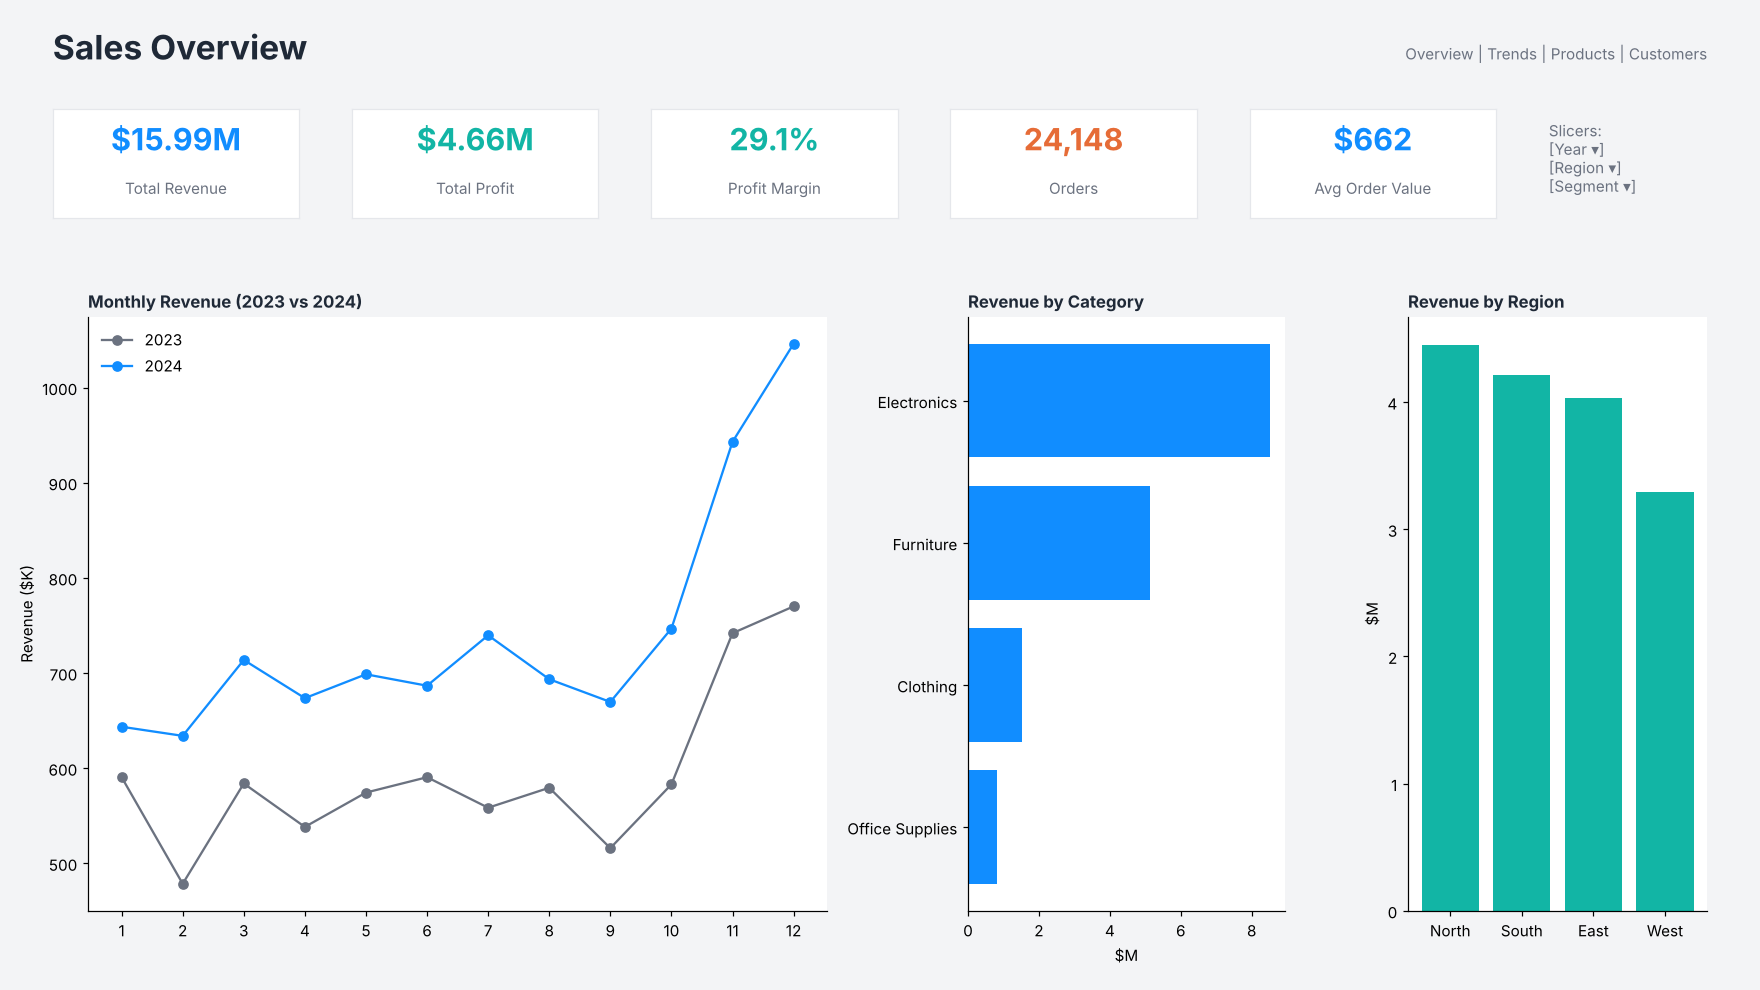 Sales Overview
Overview | Trends | Products | Customers
$15.99M
Total Revenue
$4.66M
Total Profit
29.1%
Profit Margin
24,148
Orders
$662
Avg Order Value
Slicers:
[Year ▾]
[Region ▾]
[Segment ▾]
Monthly Revenue (2023 vs 2024)
2023
2024
Revenue ($K)
1000
900
800
700
600
500
1 2 3 4 5 6 7 8 9 10 11 12
Revenue by Category
Electronics
Furniture
Clothing
Office Supplies
0 2 4 6 8
$M
Revenue by Region
$M
4
3
2
1
0
North South East West